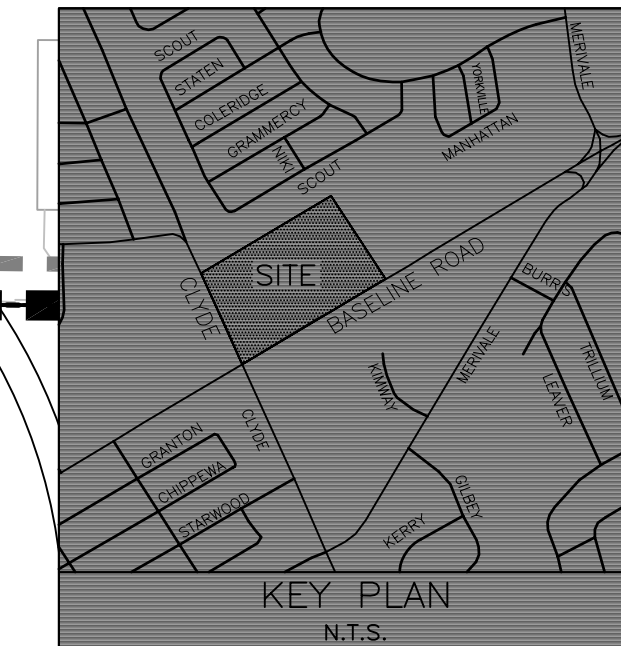 SCOUT
MERIVALE
STATEN
YORKVILLE
COLERIDGE
GRAMMERCY
MANHATTAN
NIKI
SCOUT
SITE
CLYDE
BASELINE ROAD
BURRIS
MERIVALE
KIMWAY
TRILLIUM
LEAVER
CLYDE
GRANTON
CHIPPEWA
STARWOOD
GILBEY
KERRY
KEY PLAN
N.T.S.